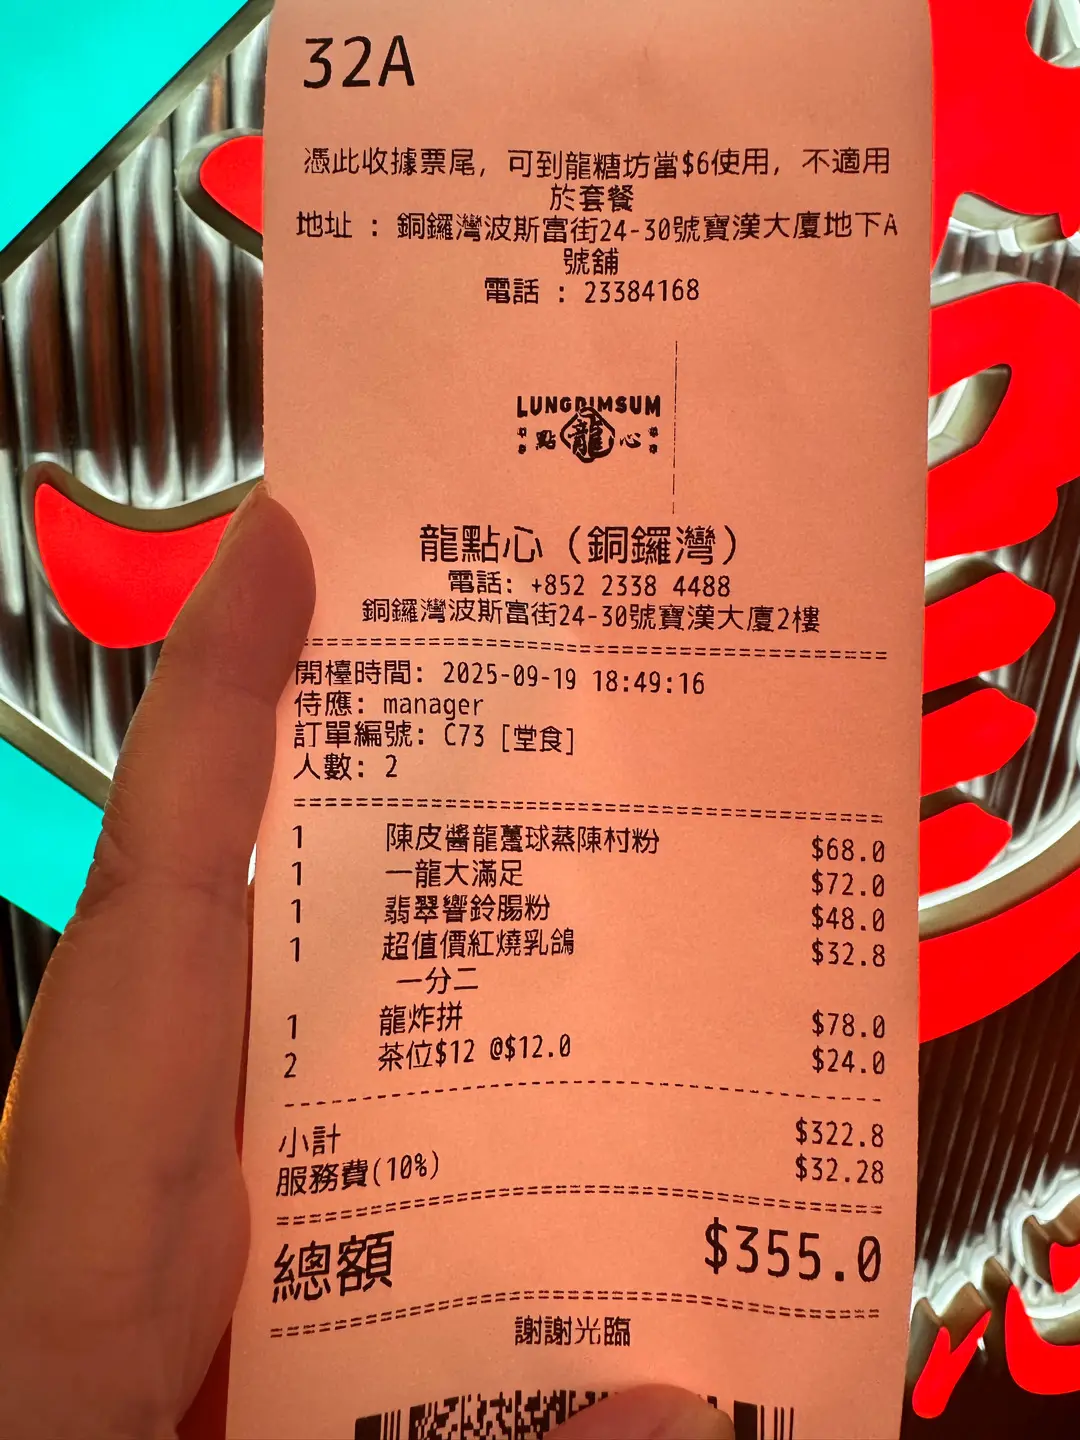 32A
憑此收據票尾, 可到龍糖坊當$6使用, 不適用
於套餐
地址 : 銅鑼灣波斯富街24-30號寶漢大廈地下A
號舖
電話 : 23384168
LUNGDIMSUM
點 龍 心
龍點心（銅鑼灣）
電話: +852 2338 4488
銅鑼灣波斯富街24-30號寶漢大廈2樓
開檯時間: 2025-09-19 18:49:16
侍應: manager
訂單編號: C73 [堂食]
人數: 2
1 陳皮醬龍躉球蒸陳村粉 $68.0
1 一龍大滿足 $72.0
1 翡翠響鈴腸粉 $48.0
1 超值價紅燒乳鴿 $32.8
一分二
1 龍炸拼 $78.0
2 茶位$12 @$12.0 $24.0
小計 $322.8
服務費(10%) $32.28
總額 $355.0
謝謝光臨